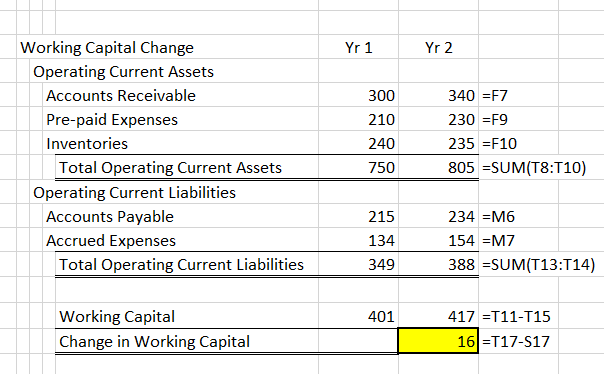 Working Capital Change Yr 1 Yr 2
Operating Current Assets
Accounts Receivable 300 340 =F7
Pre-paid Expenses 210 230 =F9
Inventories 240 235 =F10
Total Operating Current Assets 750 805 =SUM(T8:T10)
Operating Current Liabilities
Accounts Payable 215 234 =M6
Accrued Expenses 134 154 =M7
Total Operating Current Liabilities 349 388 =SUM(T13:T14)
Working Capital 401 417 =T11-T15
Change in Working Capital 16 =T17-S17